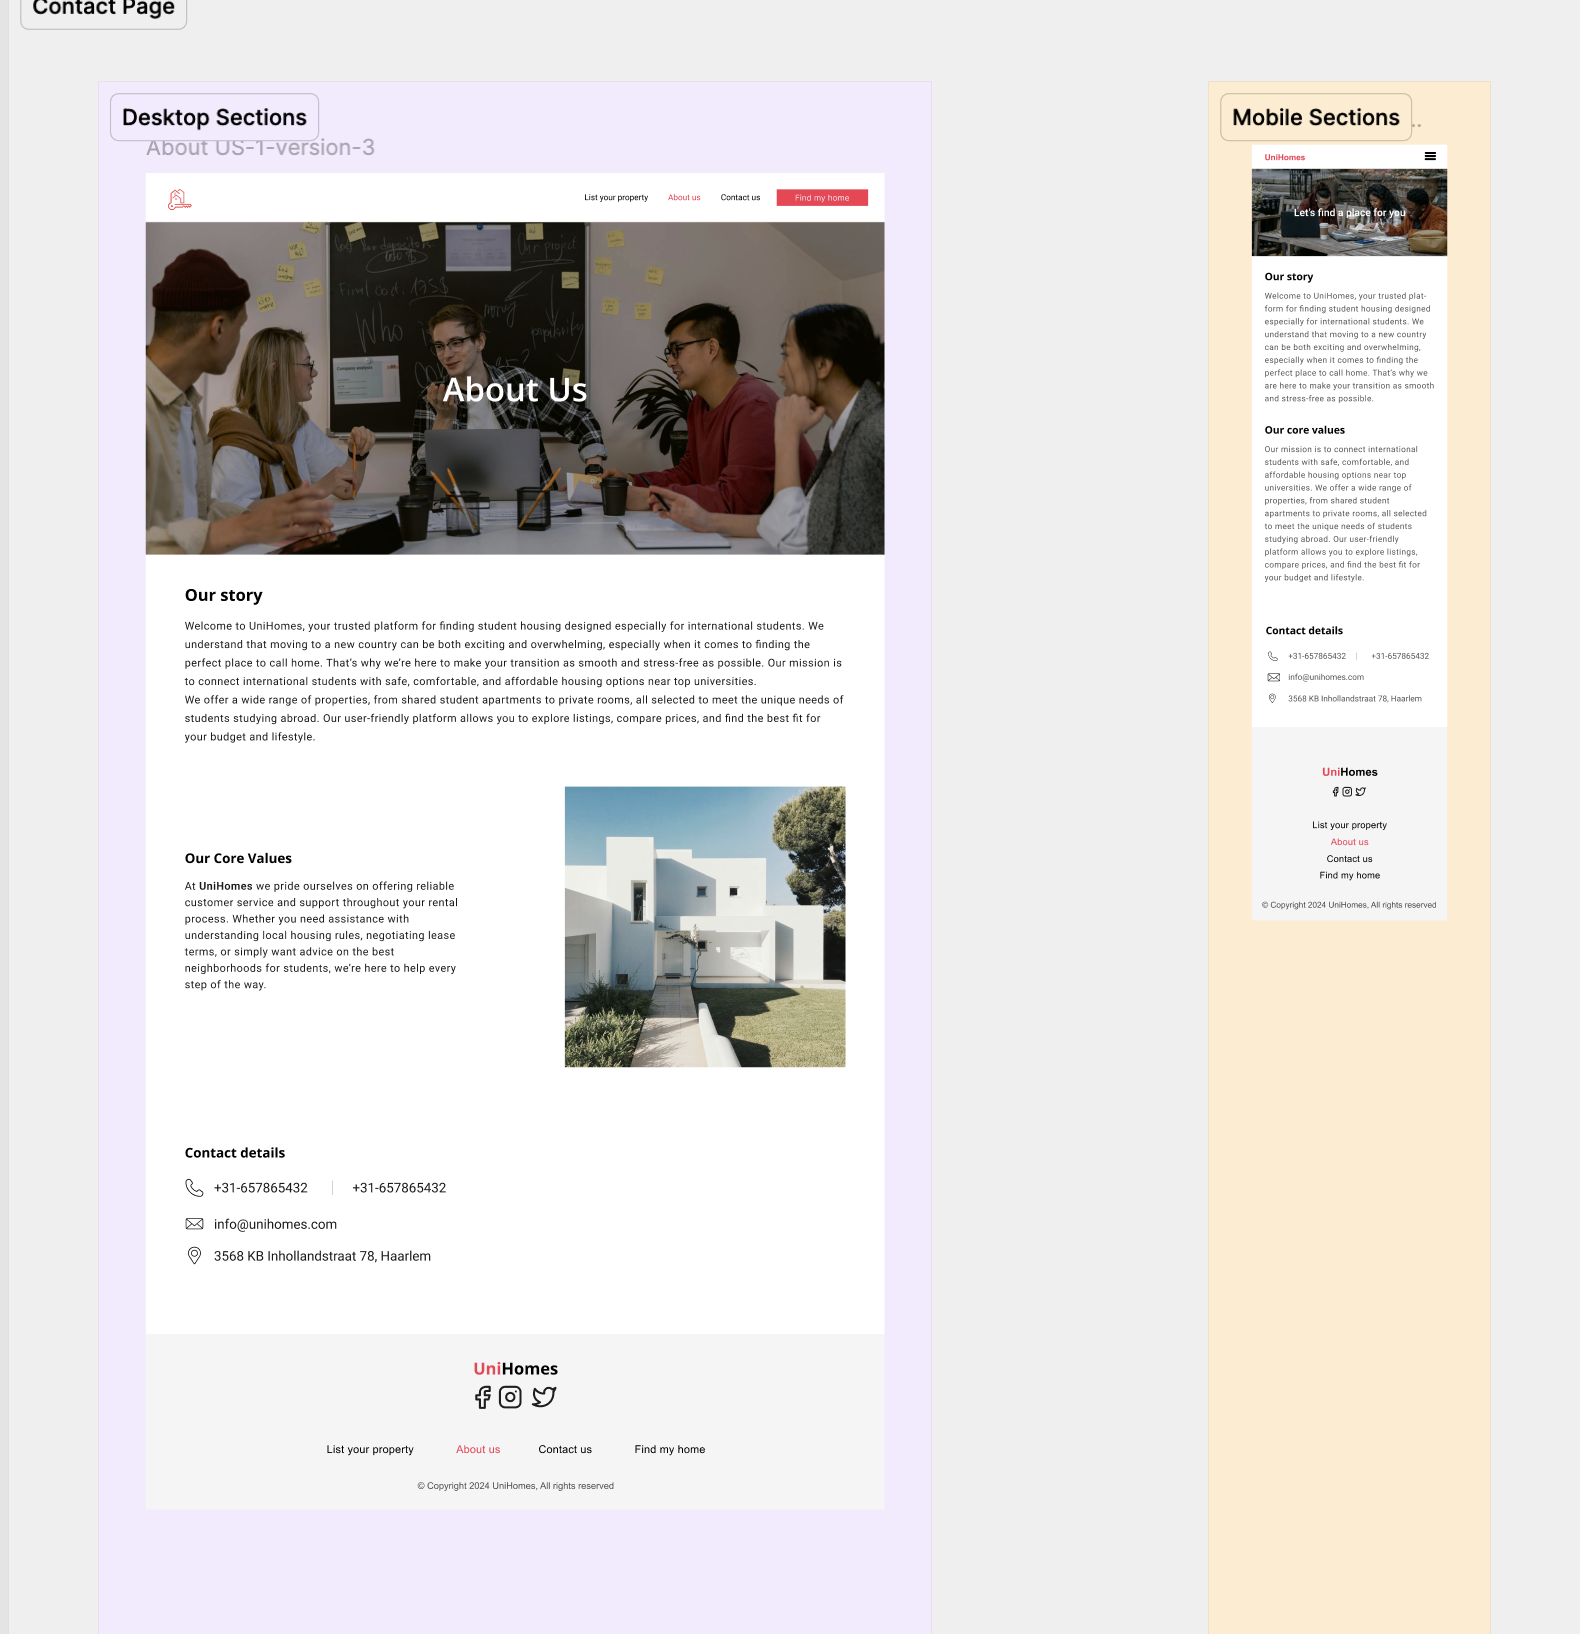 Contact Page
Desktop Sections
About US-1-version-3
List your property
About us
Contact us
Find my home
Our project
Final cod. 175$
Who
popularity
Company analysis
About Us
Our story
Welcome to UniHomes, your trusted platform for finding student housing designed especially for international students. We
understand that moving to a new country can be both exciting and overwhelming, especially when it comes to finding the
perfect place to call home. That's why we're here to make your transition as smooth and stress-free as possible. Our mission is
to connect international students with safe, comfortable, and affordable housing options near top universities.
We offer a wide range of properties, from shared student apartments to private rooms, all selected to meet the unique needs of
students studying abroad. Our user-friendly platform allows you to explore listings, compare prices, and find the best fit for
your budget and lifestyle.
Our Core Values
At UniHomes we pride ourselves on offering reliable
customer service and support throughout your rental
process. Whether you need assistance with
understanding local housing rules, negotiating lease
terms, or simply want advice on the best
neighborhoods for students, we're here to help every
step of the way.
Contact details
+31-657865432 | +31-657865432
info@unihomes.com
3568 KB Inhollandstraat 78, Haarlem
UniHomes
List your property
About us
Contact us
Find my home
© Copyright 2024 UniHomes, All rights reserved
Mobile Sections
..
UniHomes
Let's find a place for you
Our story
Welcome to UniHomes, your trusted plat-
form for finding student housing designed
especially for international students. We
understand that moving to a new country
can be both exciting and overwhelming,
especially when it comes to finding the
perfect place to call home. That's why we
are here to make your transition as smooth
and stress-free as possible.
Our core values
Our mission is to connect international
students with safe, comfortable, and
affordable housing options near top
universities. We offer a wide range of
properties, from shared student
apartments to private rooms, all selected
to meet the unique needs of students
studying abroad. Our user-friendly
platform allows you to explore listings,
compare prices, and find the best fit for
your budget and lifestyle.
Contact details
+31-657865432 | +31-657865432
info@unihomes.com
3568 KB Inhollandstraat 78, Haarlem
UniHomes
List your property
About us
Contact us
Find my home
© Copyright 2024 UniHomes, All rights reserved